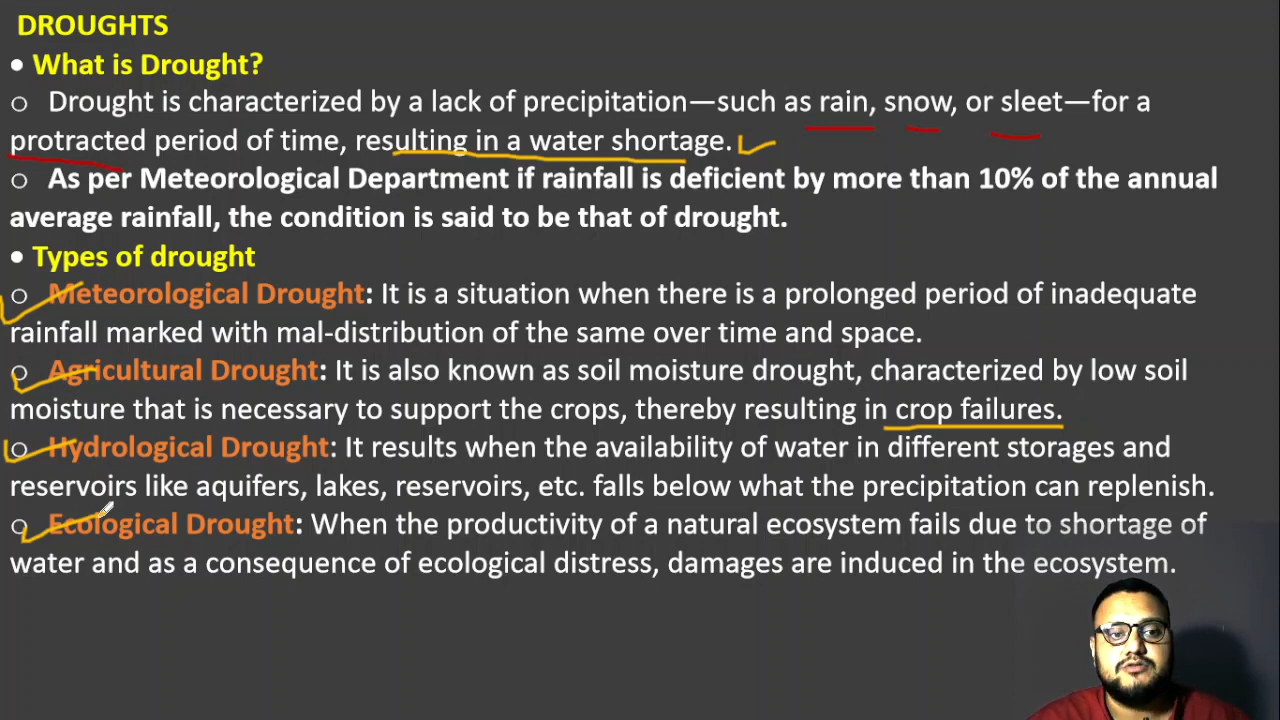 DROUGHTS
• What is Drought?
○ Drought is characterized by a lack of precipitation—such as rain, snow, or sleet—for a
protracted period of time, resulting in a water shortage.
○ As per Meteorological Department if rainfall is deficient by more than 10% of the annual
average rainfall, the condition is said to be that of drought.
• Types of drought
○ Meteorological Drought: It is a situation when there is a prolonged period of inadequate
rainfall marked with mal-distribution of the same over time and space.
○ Agricultural Drought: It is also known as soil moisture drought, characterized by low soil
moisture that is necessary to support the crops, thereby resulting in crop failures.
○ Hydrological Drought: It results when the availability of water in different storages and
reservoirs like aquifers, lakes, reservoirs, etc. falls below what the precipitation can replenish.
○ Ecological Drought: When the productivity of a natural ecosystem fails due to shortage of
water and as a consequence of ecological distress, damages are induced in the ecosystem.